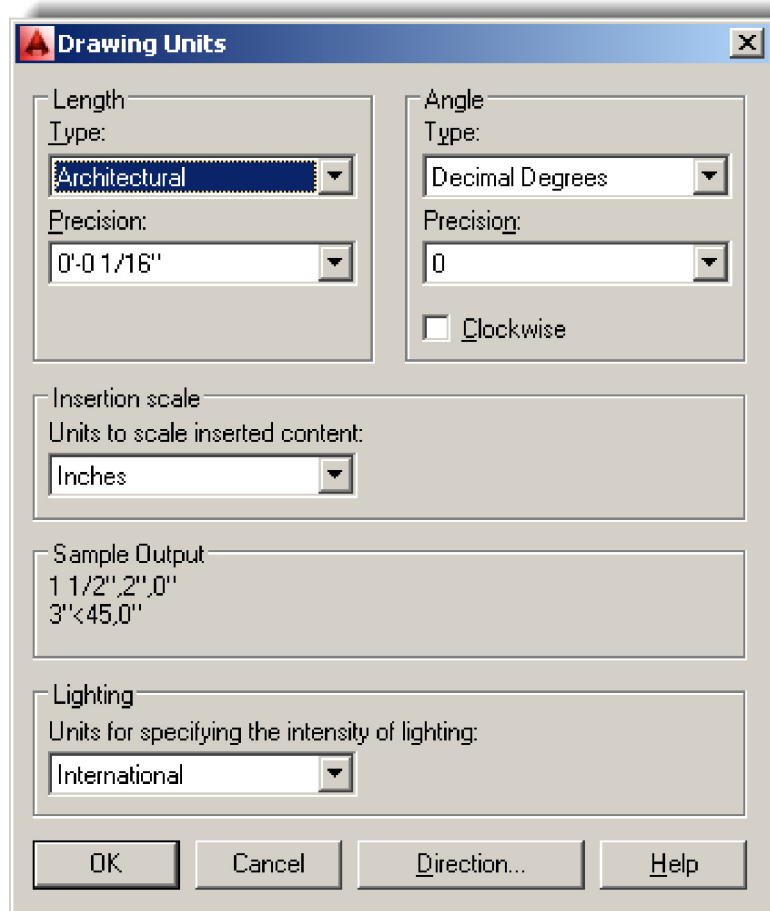 Drawing Units
Length
Type:
Architectural
Precision:
0'-0 1/16"
Angle
Type:
Decimal Degrees
Precision:
0
Clockwise
Insertion scale
Units to scale inserted content:
Inches
Sample Output
1 1/2",2",0"
3"<45,0"
Lighting
Units for specifying the intensity of lighting:
International
OK
Cancel
Direction...
Help